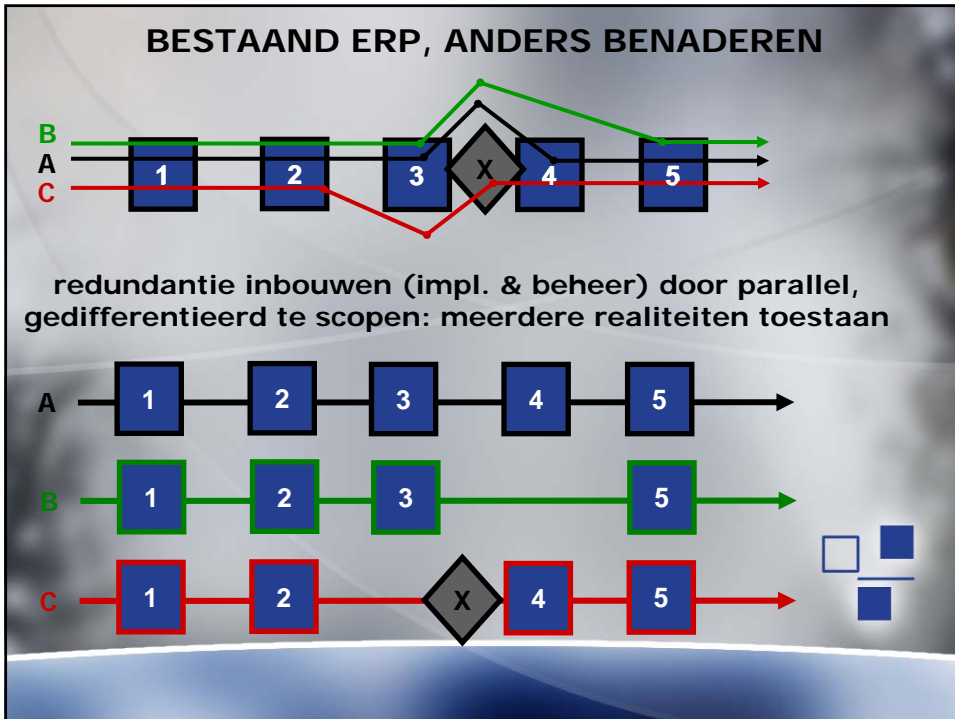 BESTAAND ERP, ANDERS BENADEREN
B
A
C
1 2 3 X 4 5
redundantie inbouwen (impl. & beheer) door parallel,
gedifferentieerd te scopen: meerdere realiteiten toestaan
A 1 2 3 4 5
B 1 2 3 5
C 1 2 X 4 5